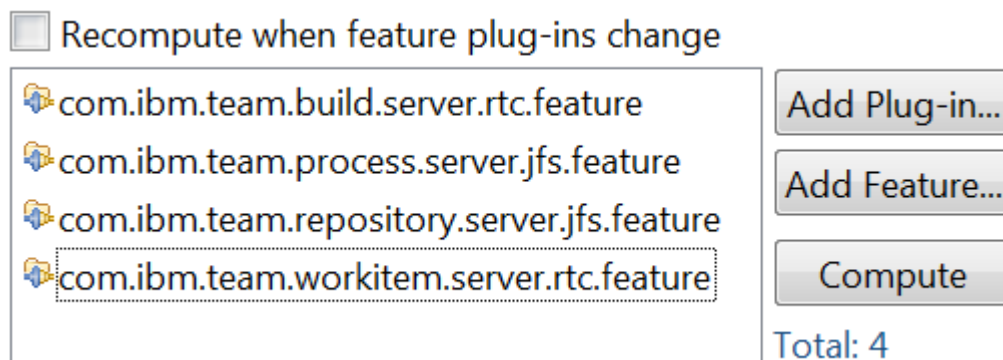 Recompute when feature plug-ins change
com.ibm.team.build.server.rtc.feature
com.ibm.team.process.server.jfs.feature
com.ibm.team.repository.server.jfs.feature
com.ibm.team.workitem.server.rtc.feature
Add Plug-in...
Add Feature...
Compute
Total: 4